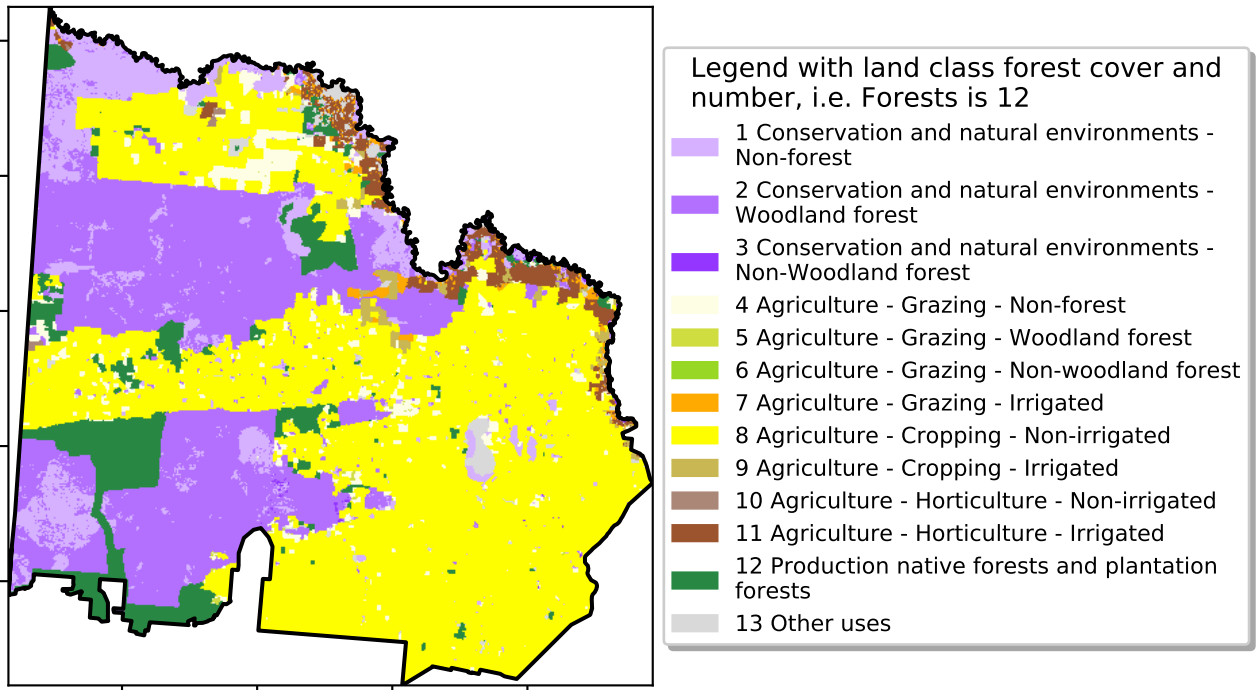 Legend with land class forest cover and
number, i.e. Forests is 12
1 Conservation and natural environments -
Non-forest
2 Conservation and natural environments -
Woodland forest
3 Conservation and natural environments -
Non-Woodland forest
4 Agriculture - Grazing - Non-forest
5 Agriculture - Grazing - Woodland forest
6 Agriculture - Grazing - Non-woodland forest
7 Agriculture - Grazing - Irrigated
8 Agriculture - Cropping - Non-irrigated
9 Agriculture - Cropping - Irrigated
10 Agriculture - Horticulture - Non-irrigated
11 Agriculture - Horticulture - Irrigated
12 Production native forests and plantation
forests
13 Other uses